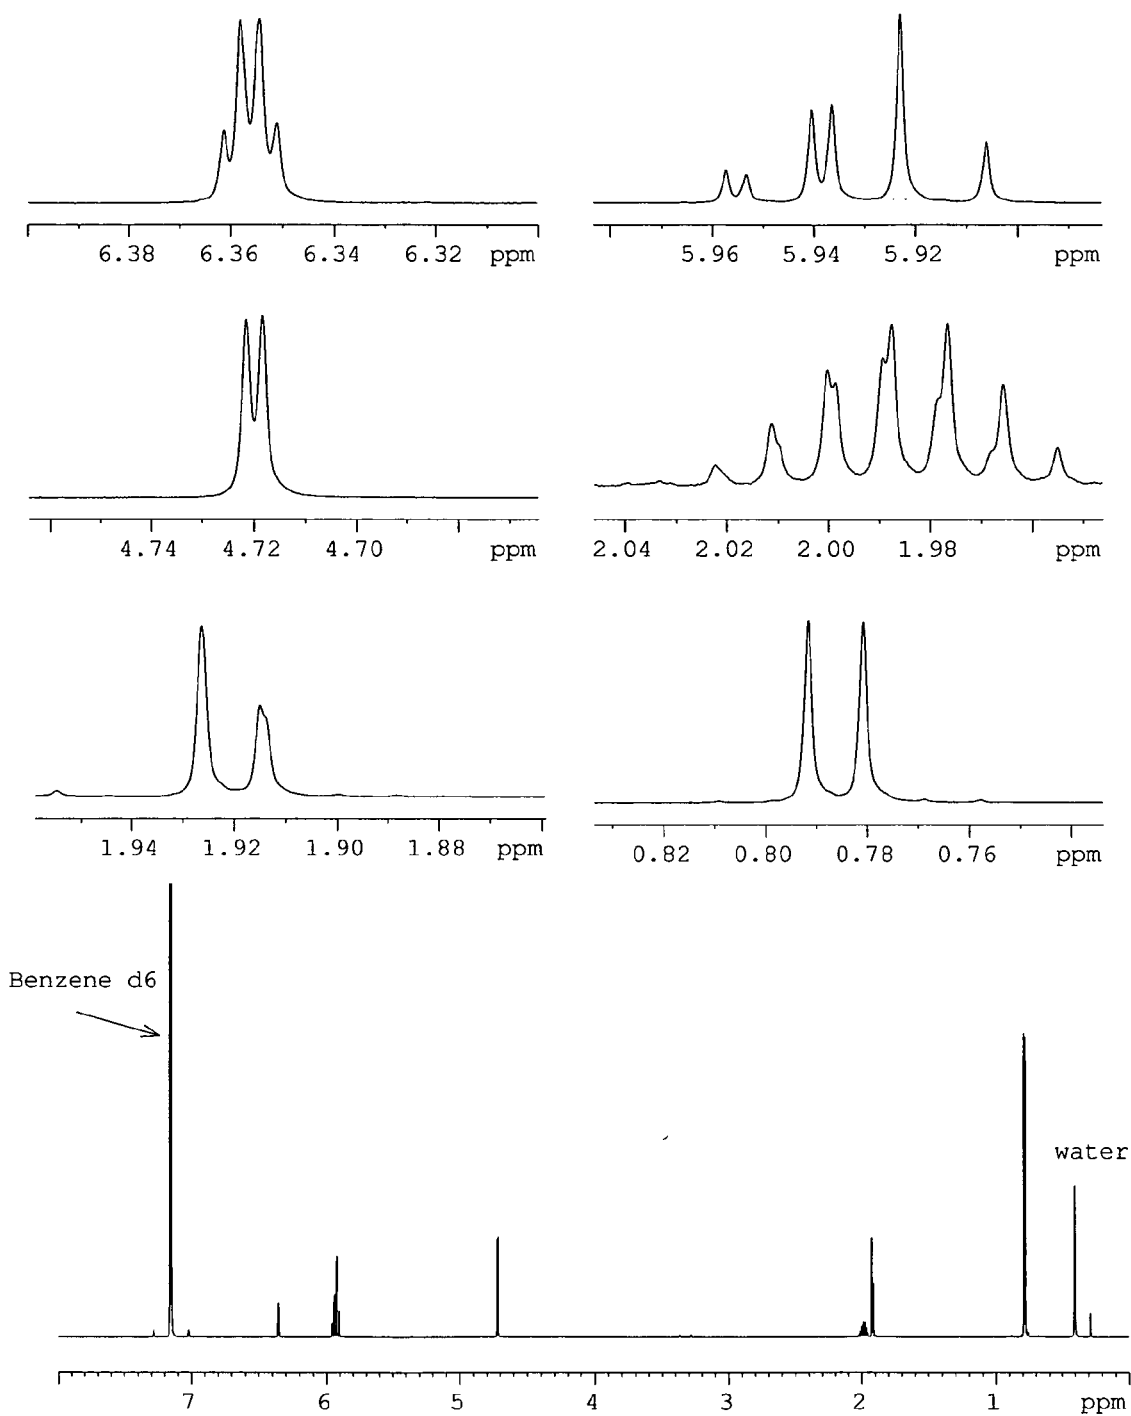 6.38 6.36 6.34 6.32 ppm
5.96 5.94 5.92 ppm
4.74 4.72 4.70 ppm
2.04 2.02 2.00 1.98 ppm
1.94 1.92 1.90 1.88 ppm
0.82 0.80 0.78 0.76 ppm
Benzene d6
water
7 6 5 4 3 2 1 ppm